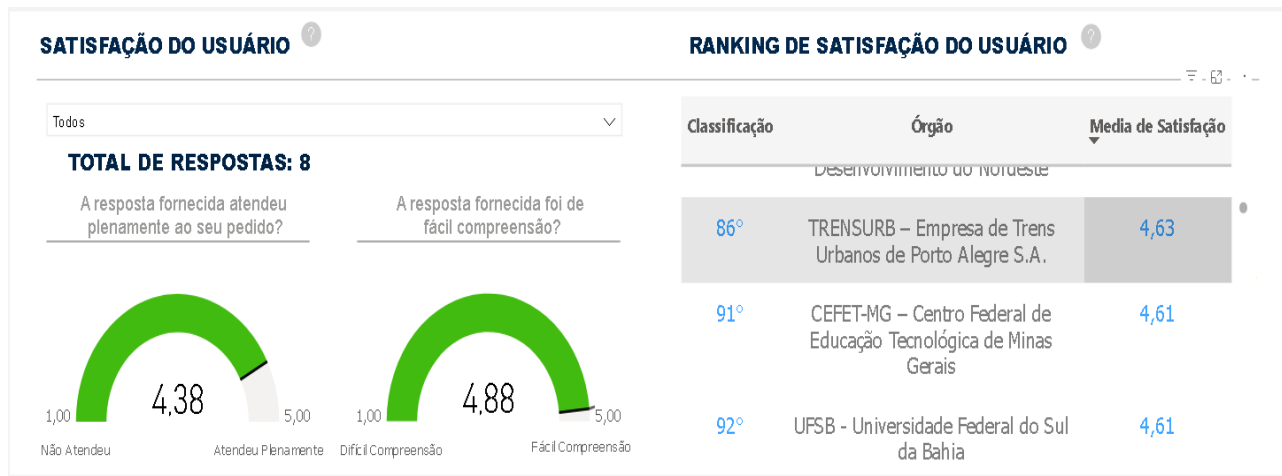 SATISFAÇÃO DO USUÁRIO ?
Todos
TOTAL DE RESPOSTAS: 8
A resposta fornecida atendeu
plenamente ao seu pedido?
4,38
1,00
5,00
Não Atendeu
Atendeu Plenamente
A resposta fornecida foi de
fácil compreensão?
4,88
1,00
5,00
Difícil Compreensão
Fácil Compreensão
RANKING DE SATISFAÇÃO DO USUÁRIO ?
Classificação Órgão Media de Satisfação
Desenvolvimento do Nordeste
86° TRENSURB – Empresa de Trens 4,63
Urbanos de Porto Alegre S.A.
91° CEFET-MG – Centro Federal de 4,61
Educação Tecnológica de Minas
Gerais
92° UFSB - Universidade Federal do Sul 4,61
da Bahia